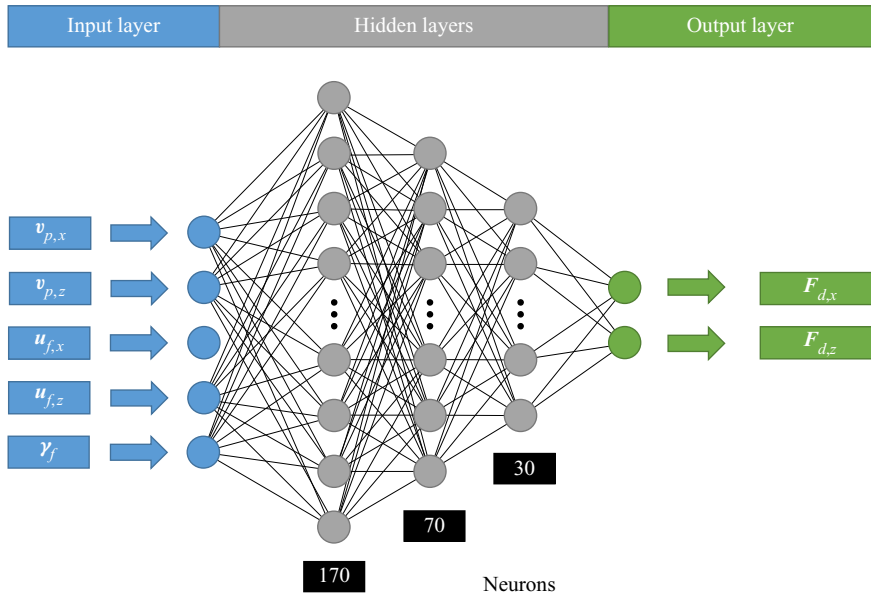 Input layer
Hidden layers
Output layer
v_{p,x}
v_{p,z}
u_{f,x}
u_{f,z}
γ_f
F_{d,x}
F_{d,z}
30
70
170
Neurons